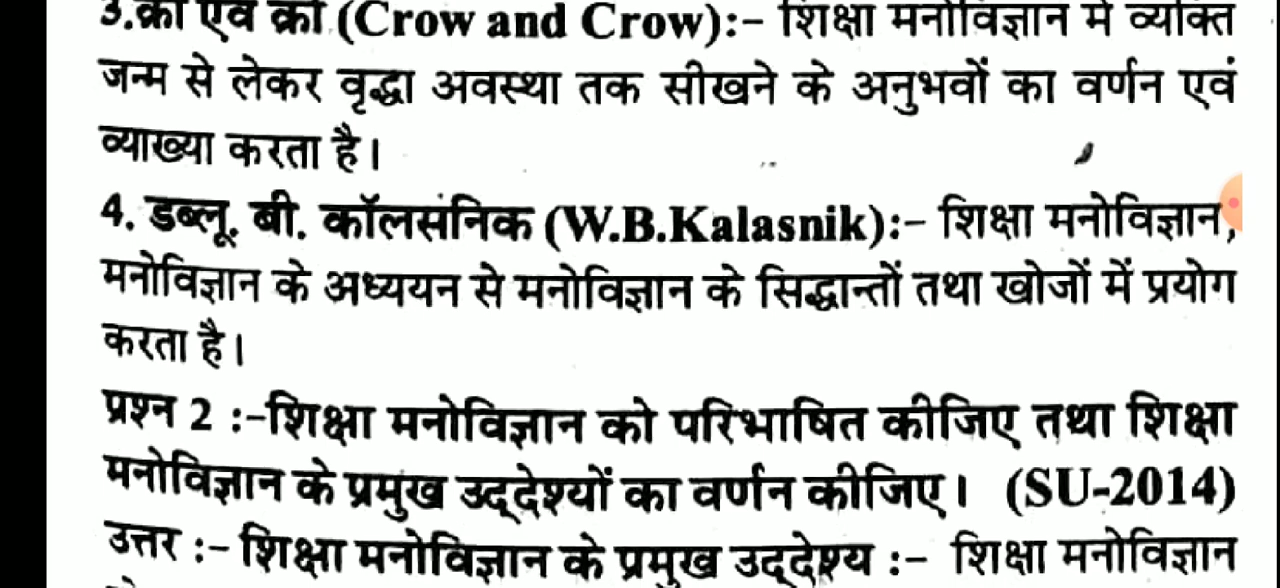 3.क्रो एवं क्रो (Crow and Crow):- शिक्षा मनोविज्ञान में व्यक्ति
जन्म से लेकर वृद्धा अवस्था तक सीखने के अनुभवों का वर्णन एवं
व्याख्या करता है।
4. डब्लू. बी. कॉलसंनिक (W.B.Kalasnik):- शिक्षा मनोविज्ञान,
मनोविज्ञान के अध्ययन से मनोविज्ञान के सिद्धान्तों तथा खोजों में प्रयोग
करता है।
प्रश्न 2 :-शिक्षा मनोविज्ञान को परिभाषित कीजिए तथा शिक्षा
मनोविज्ञान के प्रमुख उद्देश्यों का वर्णन कीजिए। (SU-2014)
उत्तर :- शिक्षा मनोविज्ञान के प्रमुख उद्देश्य :- शिक्षा मनोविज्ञान